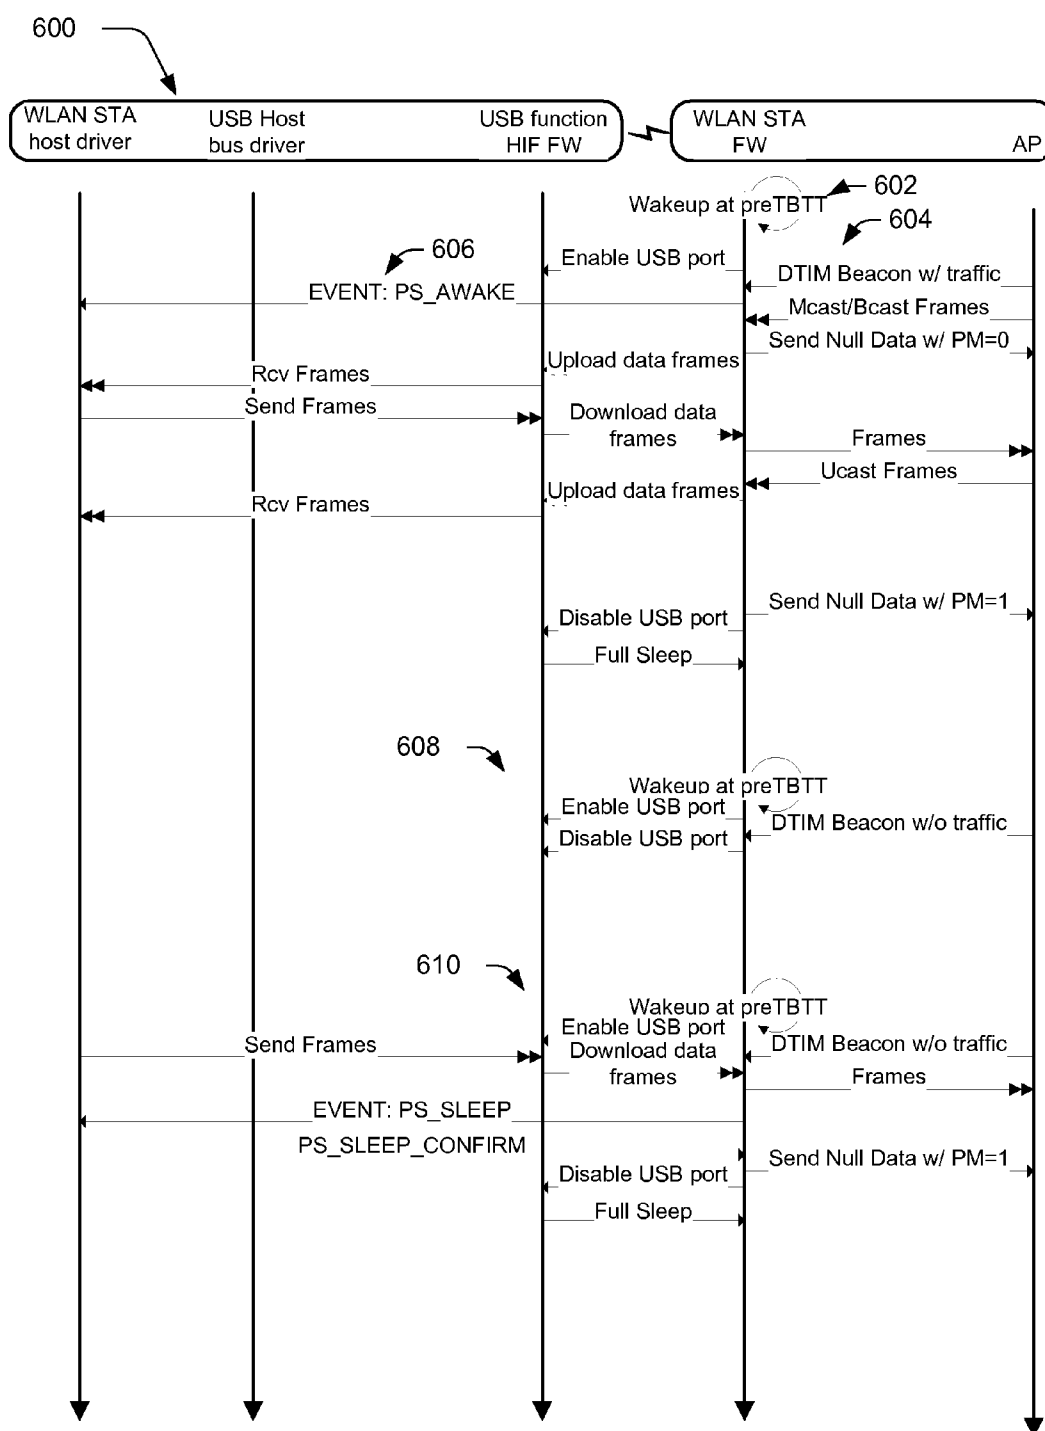 600
WLAN STA
host driver
USB Host
bus driver
USB function
HIF FW
WLAN STA
FW
AP
Wakeup at preTBTT
602
604
606
Enable USB port
DTIM Beacon w/ traffic
EVENT: PS_AWAKE
Mcast/Bcast Frames
Send Null Data w/ PM=0
Upload data frames
Rcv Frames
Send Frames
Download data
frames
Frames
Ucast Frames
Upload data frames
Rcv Frames
Send Null Data w/ PM=1
Disable USB port
Full Sleep
608
Wakeup at preTBTT
Enable USB port
DTIM Beacon w/o traffic
Disable USB port
610
Wakeup at preTBTT
Enable USB port
Send Frames
DTIM Beacon w/o traffic
Download data
frames
Frames
EVENT: PS_SLEEP
PS_SLEEP_CONFIRM
Send Null Data w/ PM=1
Disable USB port
Full Sleep